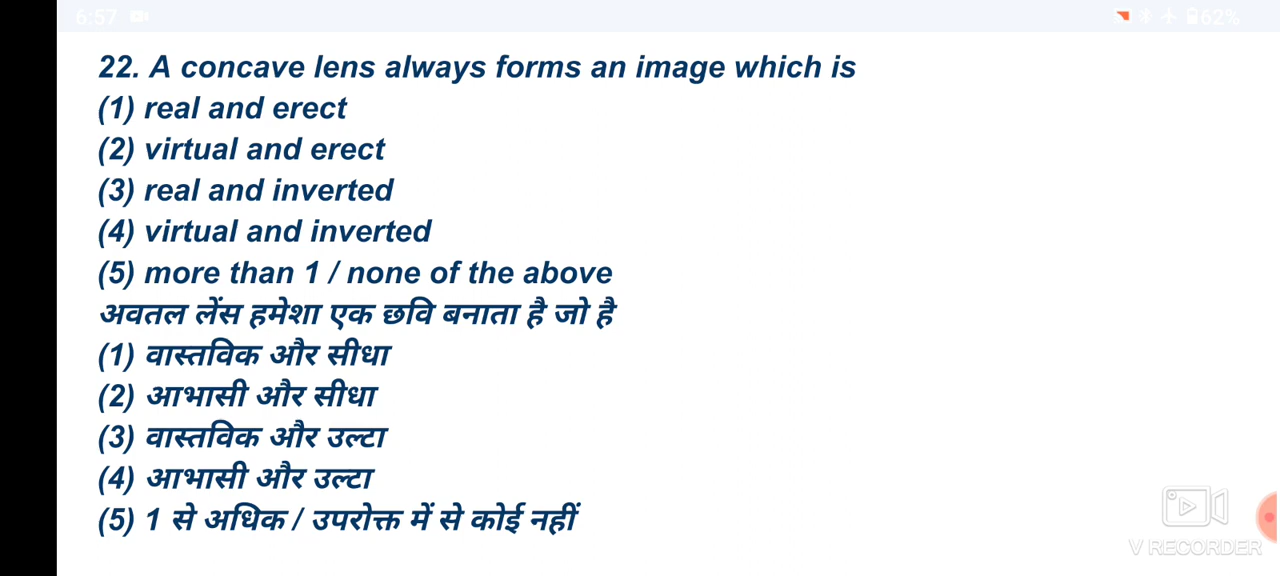 6:57
62%
22. A concave lens always forms an image which is
(1) real and erect
(2) virtual and erect
(3) real and inverted
(4) virtual and inverted
(5) more than 1 / none of the above
अवतल लेंस हमेशा एक छवि बनाता है जो है
(1) वास्तविक और सीधा
(2) आभासी और सीधा
(3) वास्तविक और उल्टा
(4) आभासी और उल्टा
(5) 1 से अधिक / उपरोक्त में से कोई नहीं
V RECORDER